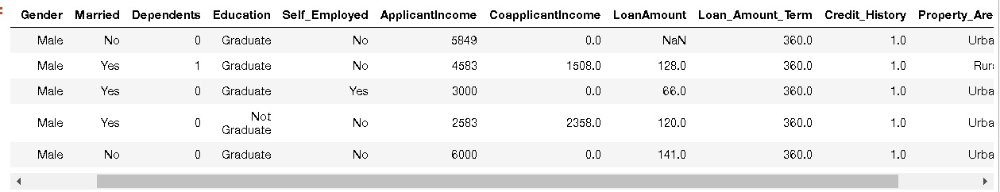 Gender Married Dependents Education Self_Employed ApplicantIncome CoapplicantIncome LoanAmount Loan_Amount_Term Credit_History Property_Are
Male No 0 Graduate No 5849 0.0 NaN 360.0 1.0 Urba
Male Yes 1 Graduate No 4583 1508.0 128.0 360.0 1.0 Rura
Male Yes 0 Graduate Yes 3000 0.0 66.0 360.0 1.0 Urba
Male Yes 0 Not Graduate No 2583 2358.0 120.0 360.0 1.0 Urba
Male No 0 Graduate No 6000 0.0 141.0 360.0 1.0 Urba